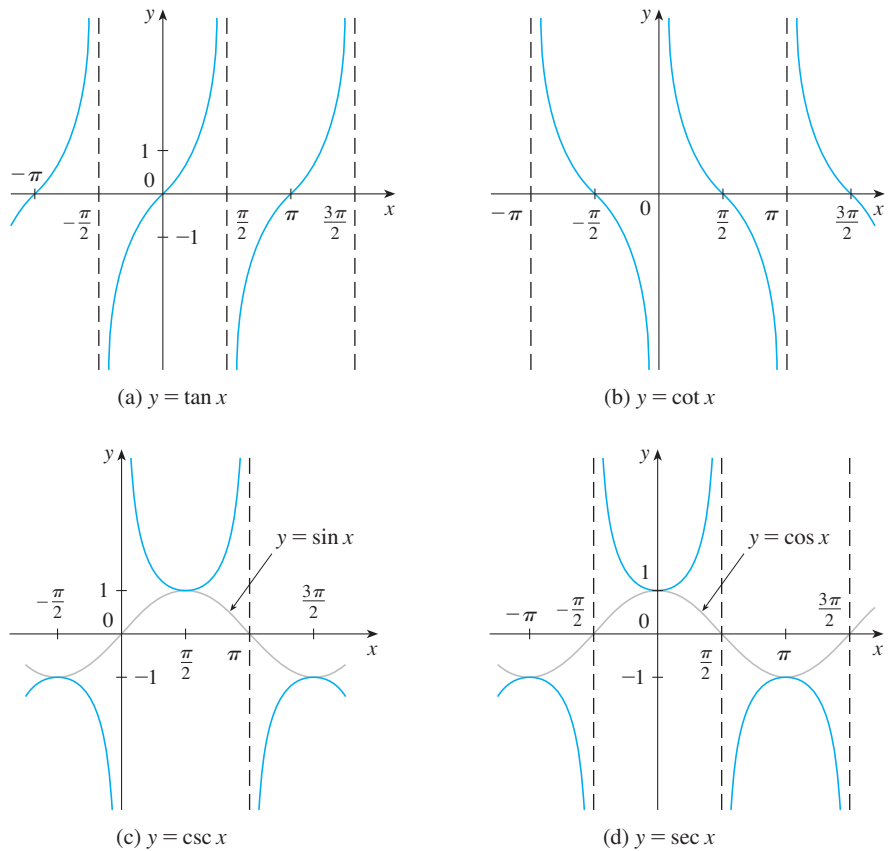 y
1
0
−π
−π/2
π/2
π
3π/2
x
−1
(a) y = tan x
y
−π
−π/2
0
π/2
π
3π/2
x
(b) y = cot x
y
y = sin x
−π/2
1
0
3π/2
π/2
π
x
−1
(c) y = csc x
y
y = cos x
1
−π
−π/2
0
3π/2
π/2
π
x
−1
(d) y = sec x